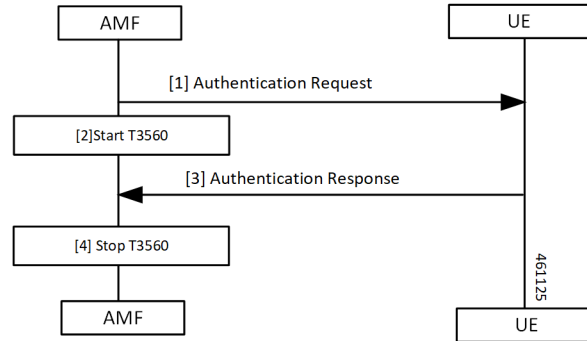 AMF
UE
[1] Authentication Request
[2]Start T3560
[3] Authentication Response
[4] Stop T3560
461125
AMF
UE